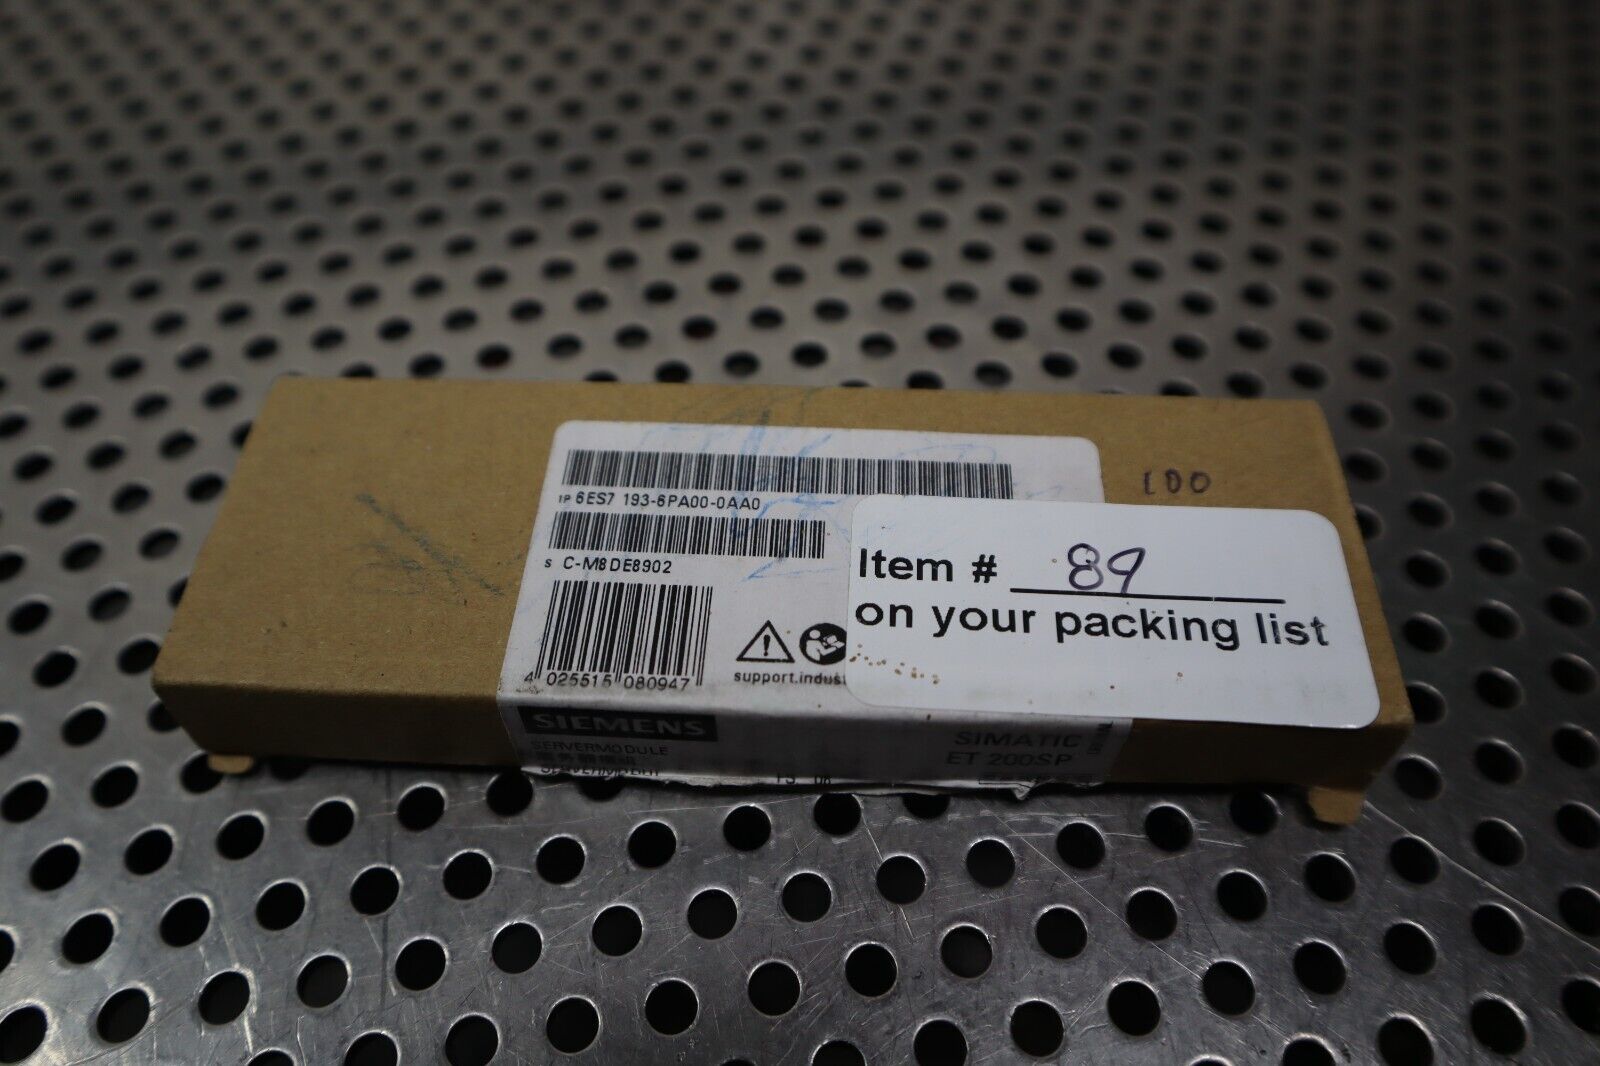 1P 6ES7 193-6PA00-0AA0
S C-M8DE8902
4 025515 080947
support.indus
Item # 89
on your packing list
100
SIEMENS
SERVERMODULE
SIMATIC
ET 200SP